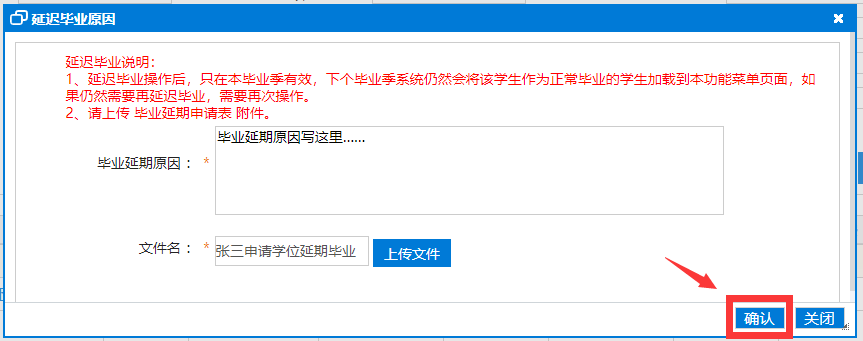 延迟毕业原因
延迟毕业说明：
1、延迟毕业操作后，只在本毕业季有效，下个毕业季系统仍然会将该学生作为正常毕业的学生加载到本功能菜单页面，如
果仍然需要再延迟毕业，需要再次操作。
2、请上传 毕业延期申请表 附件。
毕业延期原因： * 毕业延期原因写这里......
文件名： * 张三申请学位延期毕业 上传文件
确认 关闭